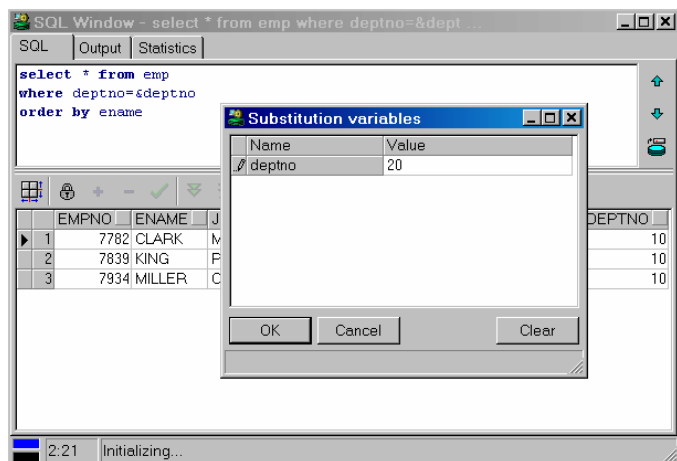 SQL Window - select * from emp where deptno=&dept ...
SQL Output Statistics
select * from emp
where deptno=&deptno
order by ename
Substitution variables
Name Value
deptno 20
OK Cancel Clear
EMPNO ENAME J DEPTNO
1 7782 CLARK M 10
2 7839 KING P 10
3 7934 MILLER C 10
2:21 Initializing...